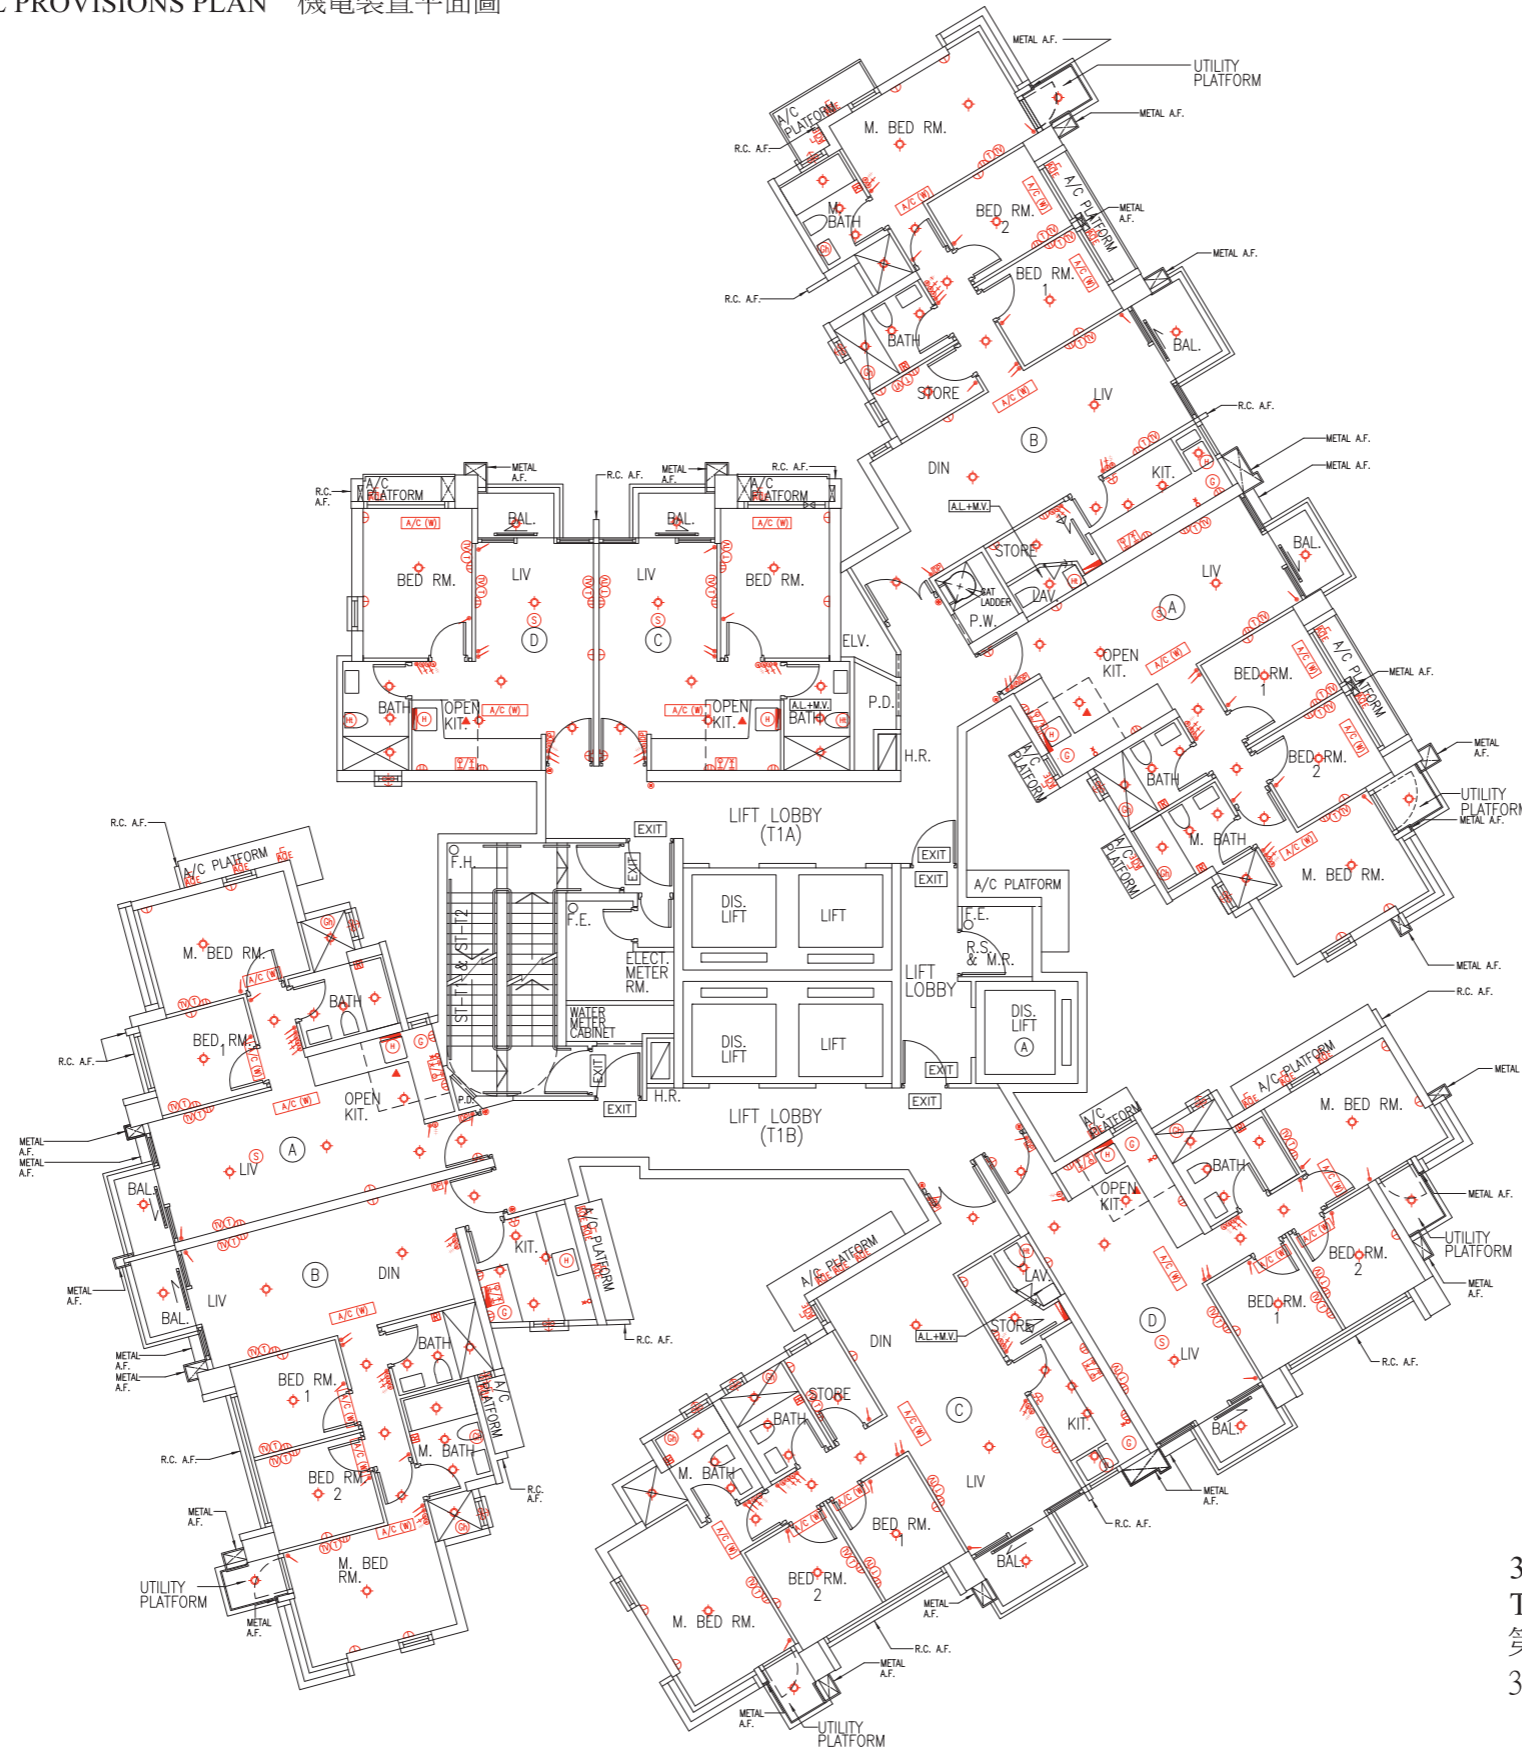 L PROVISIONS PLAN 機電裝置平面圖
METAL A.F.
UTILITY
PLATFORM
METAL A.F.
A/C
PLATFORM
M. BED RM.
R.C. A.F.
A/C PLATFORM
METAL
A.F.
M.
BATH
BED RM.
2
A/C (W)
METAL A.F.
BED RM.
1
R.C. A.F.
BATH
BAL.
STORE
A/C (W)
LIV
R.C. A.F.
B
DIN
KIT.
METAL A.F.
METAL A.F.
A.L.+M.V.
STORE
LAV.
CAT
LADDER
P.W.
BAL.
LIV
A
S
OPEN
KIT.
A/C (W)
BED RM.
1
A/C PLATFORM
METAL A.F.
BED RM.
2
METAL
A.F.
UTILITY
PLATFORM
METAL A.F.
A/C
PLATFORM
BATH
M. BATH
A/C
PLATFORM
M. BED RM.
METAL A.F.
R.C.
A.F.
A/C
PLATFORM
METAL
A.F.
R.C. A.F.
METAL
A.F.
R.C. A.F.
A/C
PLATFORM
A/C (W)
BAL.
BAL.
A/C (W)
BED RM.
LIV
LIV
BED RM.
S
S
D
C
ELV.
BATH
OPEN
KIT.
A/C (W)
A/C (W)
OPEN
KIT.
A.L.+M.V.
BATH
P.D.
H.R.
LIFT LOBBY
(T1A)
EXIT
EXIT
EXIT
EXIT
F.H.
F.E.
ST-T1 & ST-T2
ELECT.
METER
RM.
WATER
METER
CABINET
DIS.
LIFT
LIFT
A/C PLATFORM
F.E.
R.S.
& M.R.
LIFT
LOBBY
DIS.
LIFT
LIFT
DIS.
LIFT
A
EXIT
EXIT
EXIT
H.R.
P.D.
LIFT LOBBY
(T1B)
R.C. A.F.
A/C PLATFORM
M. BED RM.
A/C (W)
BATH
BED RM.
1
R.C. A.F.
OPEN
KIT.
A/C (W)
METAL
A.F.
METAL
A.F.
A
S
LIV
BAL.
METAL
A.F.
B
DIN
LIV
BAL.
KIT.
A/C PLATFORM
R.C. A.F.
METAL
A.F.
METAL
A.F.
A/C (W)
BATH
BED RM.
1
A/C
PLATFORM
R.C. A.F.
M. BATH
BED RM.
2
R.C.
A.F.
METAL
A.F.
A/C (W)
M. BED
RM.
UTILITY
PLATFORM
METAL
A.F.
R.C. A.F.
METAL
A/C PLATFORM
M. BED RM.
A/C
PLATFORM
BATH
OPEN
KIT.
METAL A.F.
UTILITY
PLATFORM
METAL
A.F.
BED RM.
2
BED RM.
1
A/C (W)
D
S
LIV
R.C. A.F.
BAL.
A/C PLATFORM
DIN
A.L.+M.V.
LAV.
STORE
STORE
BATH
C
A/C (W)
KIT.
M. BATH
LIV
METAL
A.F.
R.C. A.F.
BED RM.
1
A/C (W)
BAL.
BED RM.
2
METAL
A.F.
M. BED RM.
R.C. A.F.
METAL
A.F.
METAL
A.F.
UTILITY
PLATFORM
3
T
第
3